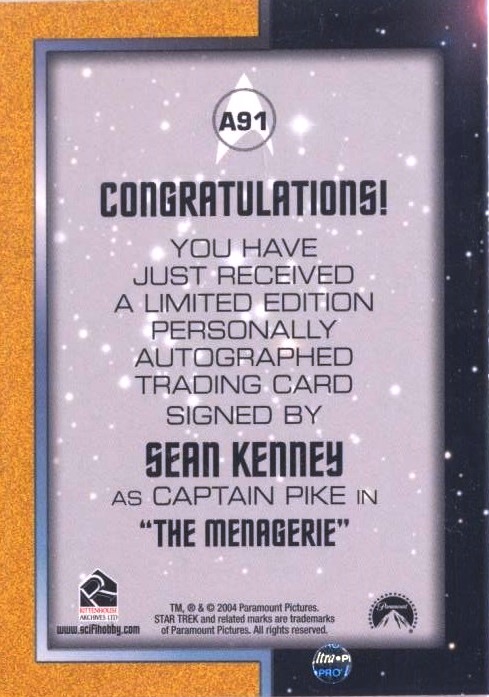 A91
CONGRATULATIONS!
YOU HAVE
JUST RECEIVED
A LIMITED EDITION
PERSONALLY
AUTOGRAPHED
TRADING CARD
SIGNED BY
SEAN KENNEY
AS CAPTAIN PIKE IN
"THE MENAGERIE"
RITTENHOUSE
ARCHIVES LTD
www.scifihobby.com
TM, ® & © 2004 Paramount Pictures.
STAR TREK and related marks are trademarks
of Paramount Pictures. All rights reserved.
Paramount
ltra•P
PRO